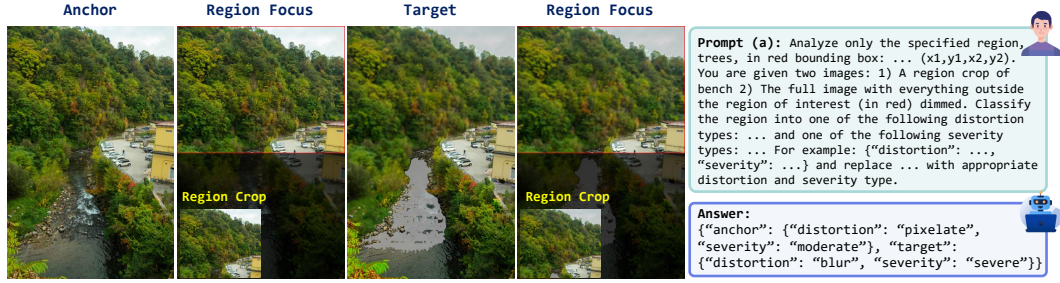 Anchor
Region Focus
Target
Region Focus
Region Crop
Region Crop
Prompt (a): Analyze only the specified region,
trees, in red bounding box: ... (x1,y1,x2,y2).
You are given two images: 1) A region crop of
bench 2) The full image with everything outside
the region of interest (in red) dimmed. Classify
the region into one of the following distortion
types: ... and one of the following severity
types: ... For example: {“distortion”: ...,
“severity”: ...} and replace ... with appropriate
distortion and severity type.
Answer:
{“anchor”: {“distortion”: “pixelate”,
“severity”: “moderate”}, “target”:
{“distortion”: “blur”, “severity”: “severe”}}